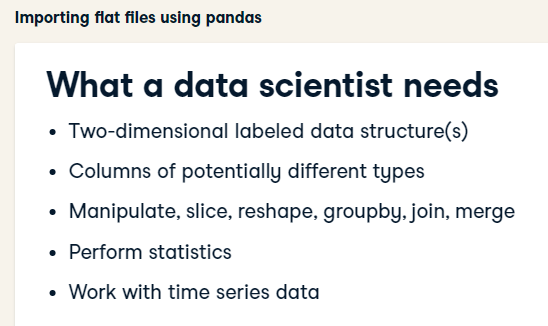 Importing flat files using pandas
What a data scientist needs
• Two-dimensional labeled data structure(s)
• Columns of potentially different types
• Manipulate, slice, reshape, groupby, join, merge
• Perform statistics
• Work with time series data